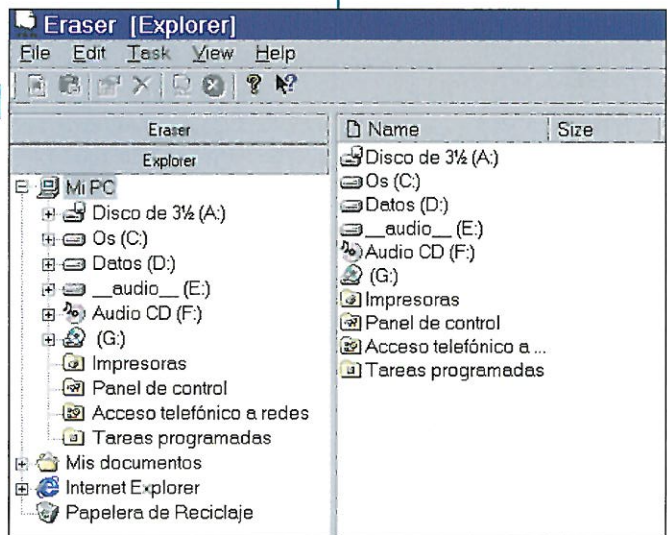 Eraser [Explorer]
File Edit Task View Help
Eraser
Explorer
Mi PC
Disco de 3½ (A:)
Os (C:)
Datos (D:)
__audio__ (E:)
Audio CD (F:)
(G:)
Impresoras
Panel de control
Acceso telefónico a redes
Tareas programadas
Mis documentos
Internet Explorer
Papelera de Reciclaje
Name Size
Disco de 3½ (A:)
Os (C:)
Datos (D:)
__audio__ (E:)
Audio CD (F:)
(G:)
Impresoras
Panel de control
Acceso telefónico a ...
Tareas programadas